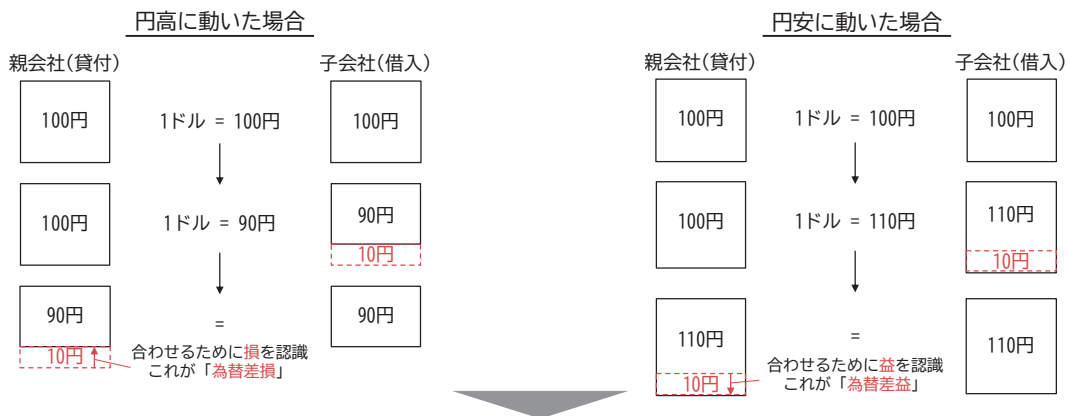 円高に動いた場合
親会社(貸付)
子会社(借入)
100円
1ドル = 100円
100円
100円
1ドル = 90円
90円
10円
90円
=
90円
10円
合わせるために損を認識
これが「為替差損」
円安に動いた場合
親会社(貸付)
子会社(借入)
100円
1ドル = 100円
100円
100円
1ドル = 110円
110円
10円
110円
=
110円
10円
合わせるために益を認識
これが「為替差益」